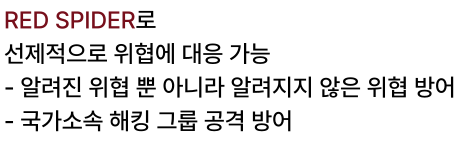 RED SPIDER로
선제적으로 위협에 대응 가능
- 알려진 위협 뿐 아니라 알려지지 않은 위협 방어
- 국가소속 해킹 그룹 공격 방어